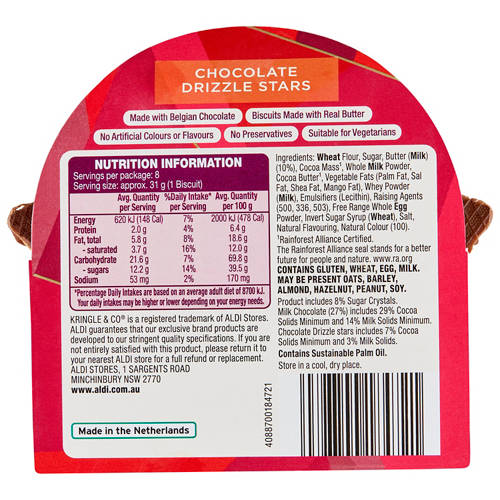 CHOCOLATE
DRIZZLE STARS
Made with Belgian Chocolate
Biscuits Made with Real Butter
No Artificial Colours or Flavours
No Preservatives
Suitable for Vegetarians
NUTRITION INFORMATION
Servings per package: 8
Serving size: approx. 31 g (1 Biscuit)
Avg. Quantity per Serving %Daily Intake* per Serving Avg. Quantity per 100 g
Energy 620 kJ (148 Cal) 7% 2000 kJ (478 Cal)
Protein 2.0 g 4% 6.4 g
Fat, total 5.8 g 8% 18.6 g
- saturated 3.7 g 16% 12.0 g
Carbohydrate 21.6 g 7% 69.8 g
- sugars 12.2 g 14% 39.5 g
Sodium 53 mg 2% 170 mg
*Percentage Daily Intakes are based on an average adult diet of 8700 kJ.
Your daily intakes may be higher or lower depending on your energy needs.
KRINGLE & CO® is a registered trademark of ALDI Stores.
ALDI guarantees that our exclusive brand products are
developed to our stringent quality specifications. If you are
not entirely satisfied with this product, please return it to
your nearest ALDI store for a full refund or replacement.
ALDI STORES, 1 SARGENTS ROAD
MINCHINBURY NSW 2770
www.aldi.com.au
Made in the Netherlands
Ingredients: Wheat Flour, Sugar, Butter (Milk)
(10%), Cocoa Mass¹, Whole Milk Powder,
Cocoa Butter¹, Vegetable Fats (Palm Fat, Sal
Fat, Shea Fat, Mango Fat), Whey Powder
(Milk), Emulsifiers (Lecithin), Raising Agents
(500, 336, 503), Free Range Whole Egg
Powder, Invert Sugar Syrup (Wheat), Salt,
Natural Flavouring, Natural Colour (100).
¹Rainforest Alliance Certified.
The Rainforest Alliance seal stands for a better
future for people and nature. www.ra.org
CONTAINS GLUTEN, WHEAT, EGG, MILK.
MAY BE PRESENT: OATS, BARLEY,
ALMOND, HAZELNUT, PEANUT, SOY.
Product includes 8% Sugar Crystals.
Milk Chocolate (27%) includes 29% Cocoa
Solids Minimum and 14% Milk Solids Minimum.
Chocolate Drizzle stars includes 7% Cocoa
Solids Minimum and 3% Milk Solids.
Contains Sustainable Palm Oil.
Store in a cool, dry place.
4088700184721